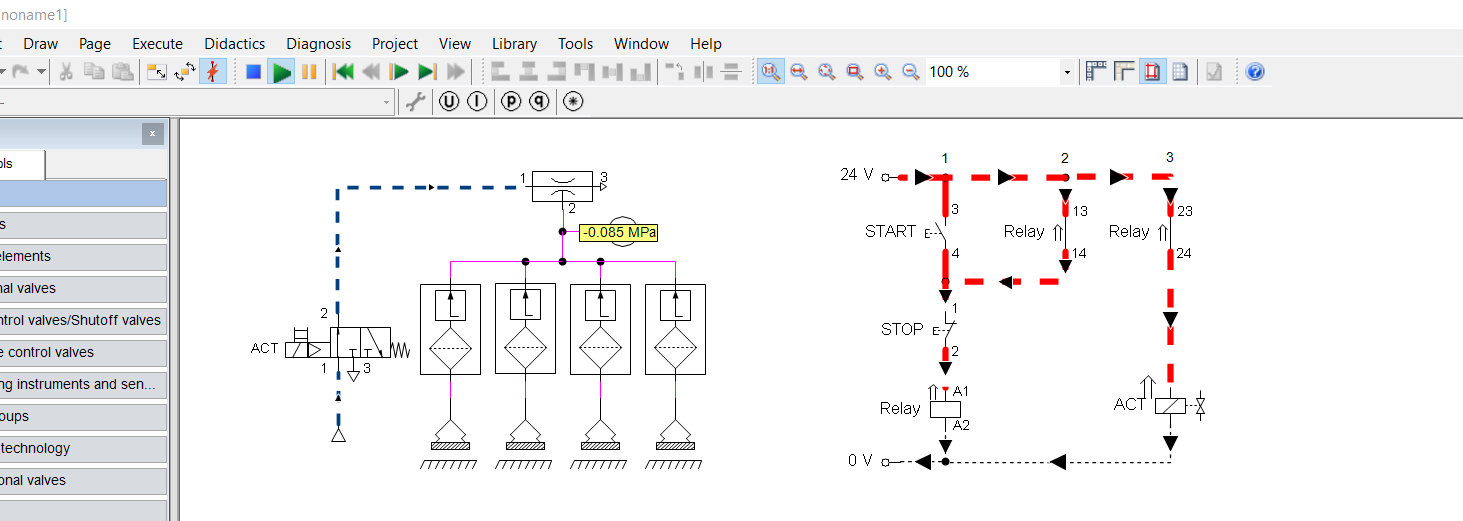 noname1]
t Draw Page Execute Didactics Diagnosis Project View Library Tools Window Help
100 %
U I p q
x
ols
s
elements
nal valves
ntrol valves/Shutoff valves
e control valves
ng instruments and sen...
oups
technology
onal valves
1 3
2
-0.085 MPa
2
ACT
1 3
1 2 3
24 V
3 13 23
START Relay Relay
4 14 24
1
STOP
2
A1
Relay
A2
ACT
0 V